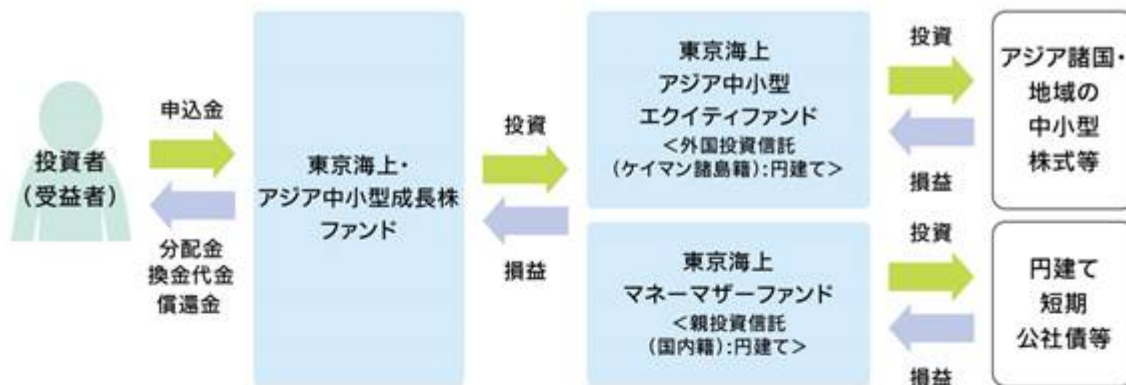 投資者
(受益者)
申込金
分配金
換金代金
償還金
東京海上・
アジア中小型成長株
ファンド
投資
損益
東京海上
アジア中小型
エクイティファンド
<外国投資信託
(ケイマン諸島籍):円建て>
投資
損益
アジア諸国・
地域の
中小型
株式等
東京海上
マネーマザーファンド
<親投資信託
(国内籍):円建て>
投資
損益
円建て
短期
公社債等